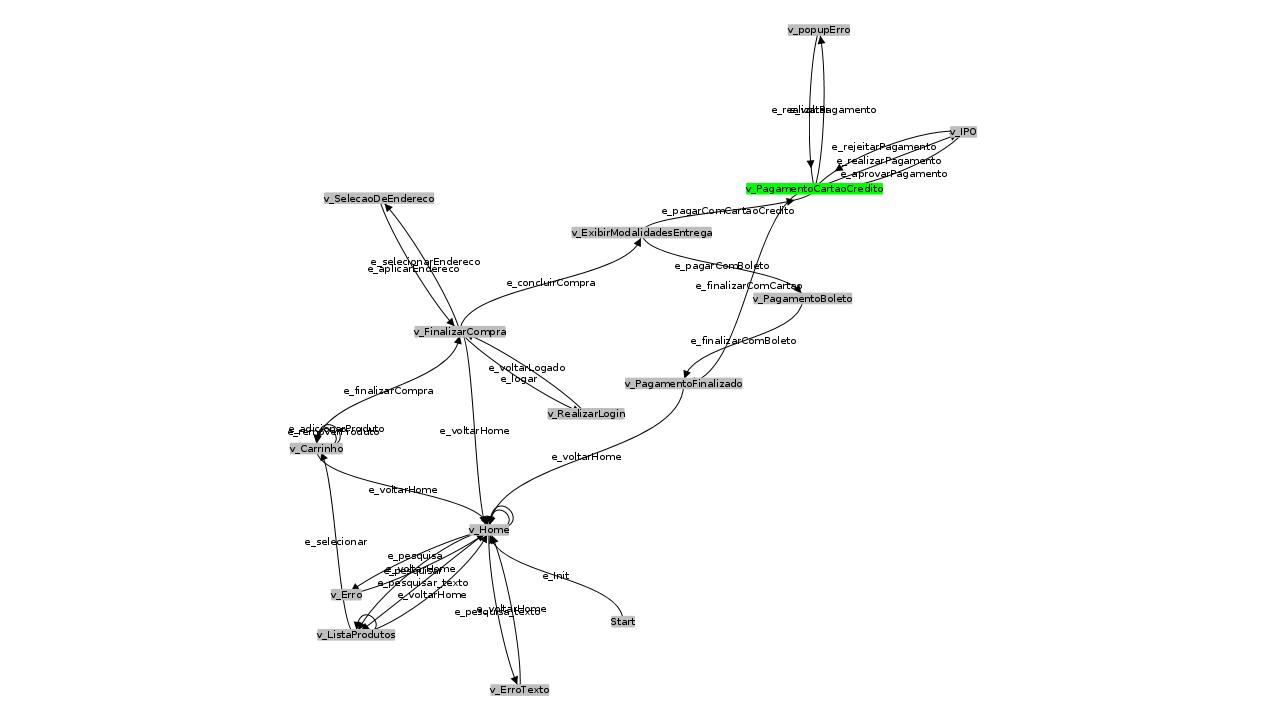 v_popupErro
e_realizarPagamento
v_IPO
e_rejeitarPagamento
e_realizarPagamento
e_aprovarPagamento
v_PagamentoCartaoCredito
v_SelecaoDeEndereco
e_pagarComCartaoCredito
v_ExibirModalidadesEntrega
e_selecionarEndereco
e_aplicarEndereco
e_pagarComBoleto
e_concluirCompra
e_finalizarComCartao
v_PagamentoBoleto
v_FinalizarCompra
e_finalizarComBoleto
e_voltarLogado
e_logar
v_PagamentoFinalizado
e_finalizarCompra
v_RealizarLogin
e_adicionarProduto
e_removerProduto
e_voltarHome
v_Carrinho
e_voltarHome
e_voltarHome
v_Home
e_selecionar
e_pesquisa
e_voltarHome
e_pesquisar
e_Init
e_pesquisar_texto
v_Erro
e_voltarHome
e_voltarHome
e_pesquisa_texto
Start
v_ListaProdutos
v_ErroTexto